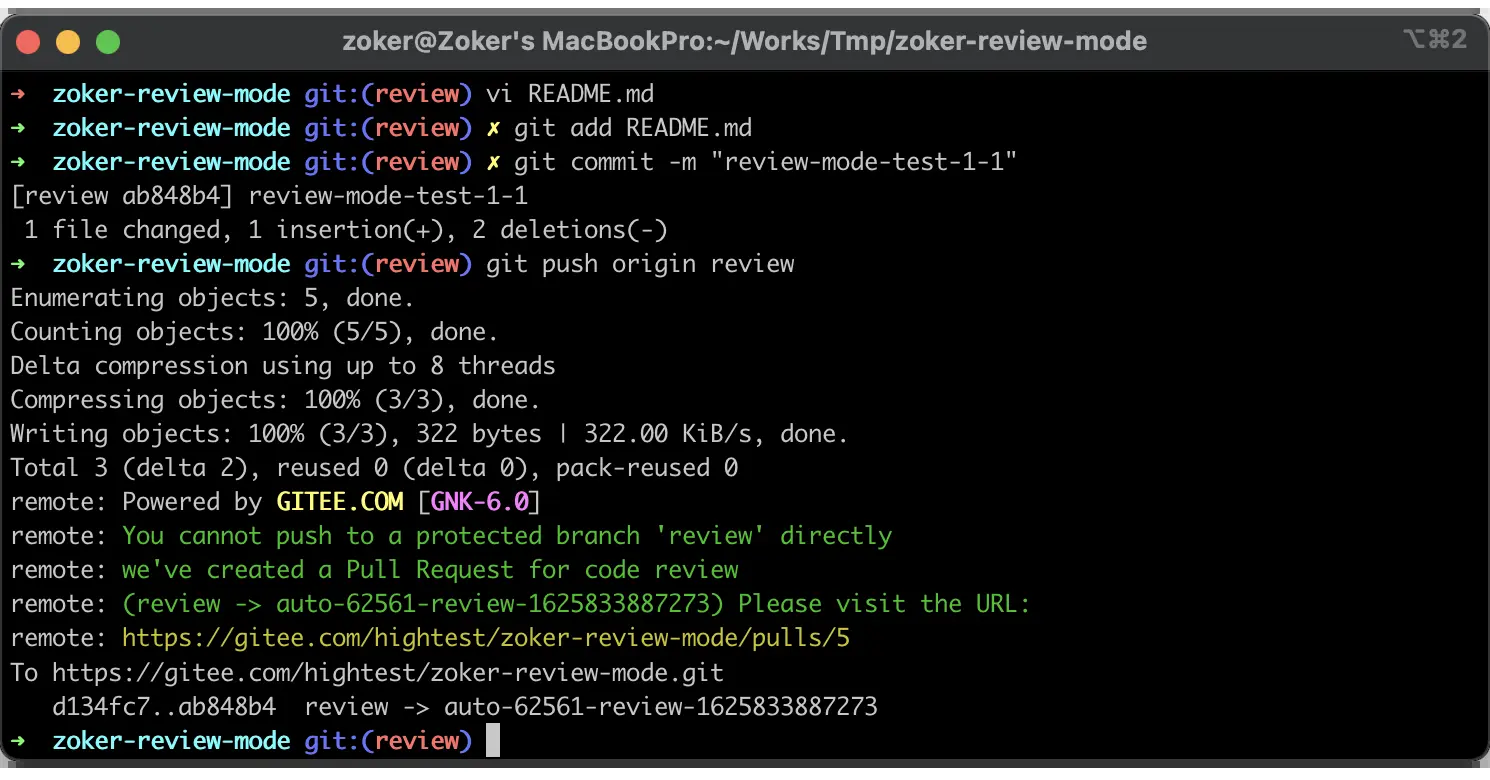 zoker@Zoker's MacBookPro:~/Works/Tmp/zoker-review-mode ⌥⌘2
➜  zoker-review-mode git:(review) vi README.md
➜  zoker-review-mode git:(review) ✗ git add README.md
➜  zoker-review-mode git:(review) ✗ git commit -m "review-mode-test-1-1"
[review ab848b4] review-mode-test-1-1
 1 file changed, 1 insertion(+), 2 deletions(-)
➜  zoker-review-mode git:(review) git push origin review
Enumerating objects: 5, done.
Counting objects: 100% (5/5), done.
Delta compression using up to 8 threads
Compressing objects: 100% (3/3), done.
Writing objects: 100% (3/3), 322 bytes | 322.00 KiB/s, done.
Total 3 (delta 2), reused 0 (delta 0), pack-reused 0
remote: Powered by GITEE.COM [GNK-6.0]
remote: You cannot push to a protected branch 'review' directly
remote: we've created a Pull Request for code review
remote: (review -> auto-62561-review-1625833887273) Please visit the URL:
remote: https://gitee.com/hightest/zoker-review-mode/pulls/5
To https://gitee.com/hightest/zoker-review-mode.git
   d134fc7..ab848b4  review -> auto-62561-review-1625833887273
➜  zoker-review-mode git:(review)